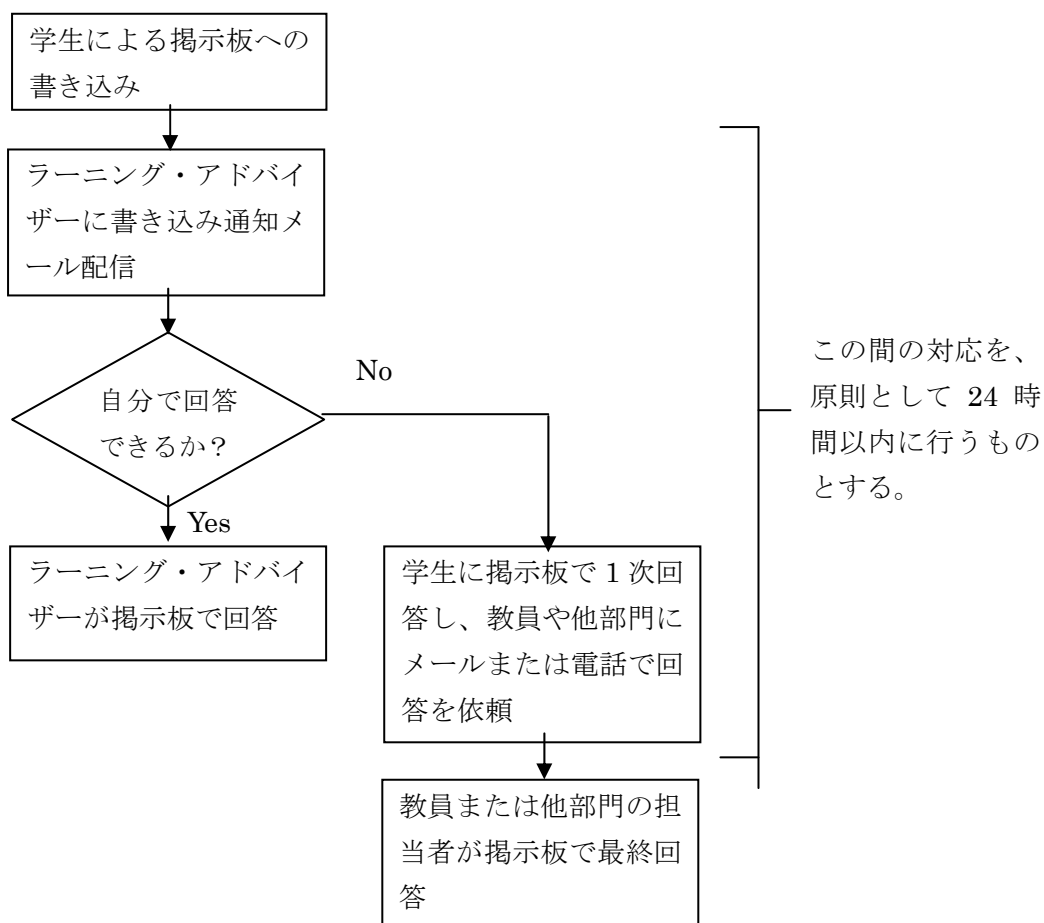 学生による掲示板への
書き込み
ラーニング・アドバイ
ザーに書き込み通知メ
ール配信
自分で回答
できるか？
No
Yes
ラーニング・アドバイ
ザーが掲示板で回答
学生に掲示板で 1 次回
答し、教員や他部門に
メールまたは電話で回
答を依頼
教員または他部門の担
当者が掲示板で最終回
答
この間の対応を、
原則として 24 時
間以内に行うもの
とする。